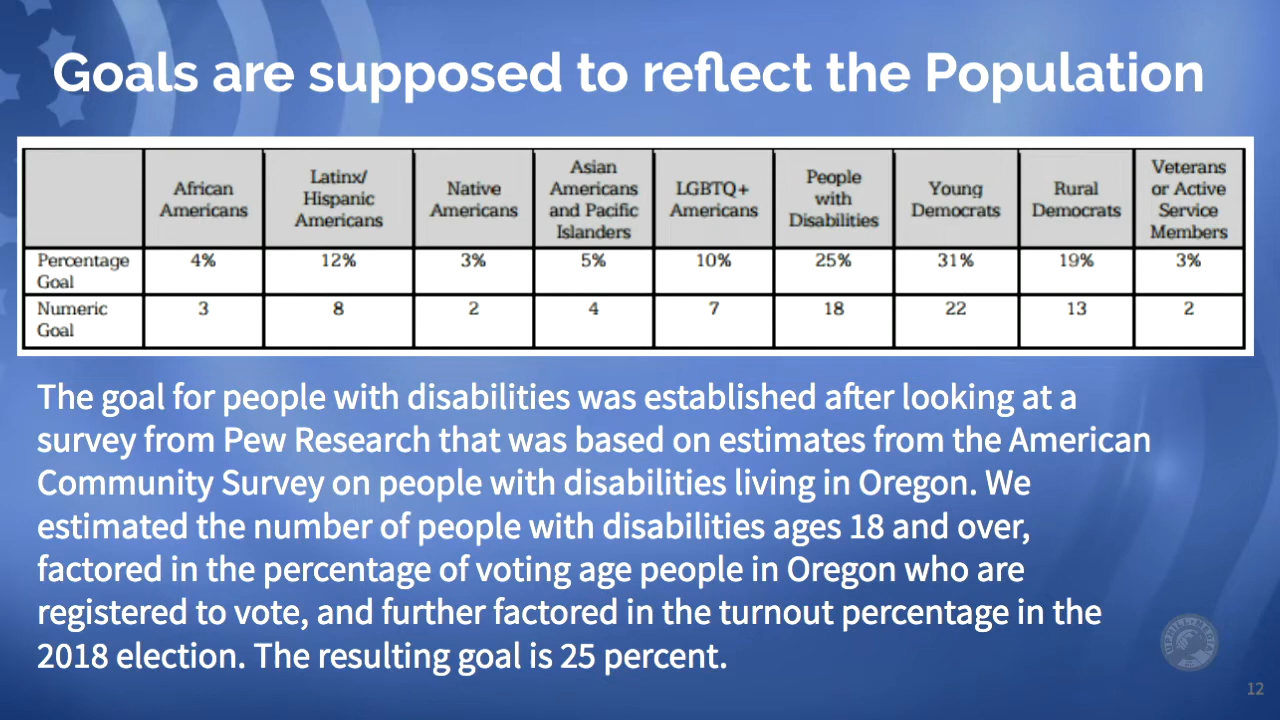 Goals are supposed to reflect the Population
African Americans
Latinx/ Hispanic Americans
Native Americans
Asian Americans and Pacific Islanders
LGBTQ+ Americans
People with Disabilities
Young Democrats
Rural Democrats
Veterans or Active Service Members
Percentage Goal 4% 12% 3% 5% 10% 25% 31% 19% 3%
Numeric Goal 3 8 2 4 7 18 22 13 2
The goal for people with disabilities was established after looking at a
survey from Pew Research that was based on estimates from the American
Community Survey on people with disabilities living in Oregon. We
estimated the number of people with disabilities ages 18 and over,
factored in the percentage of voting age people in Oregon who are
registered to vote, and further factored in the turnout percentage in the
2018 election. The resulting goal is 25 percent.
12